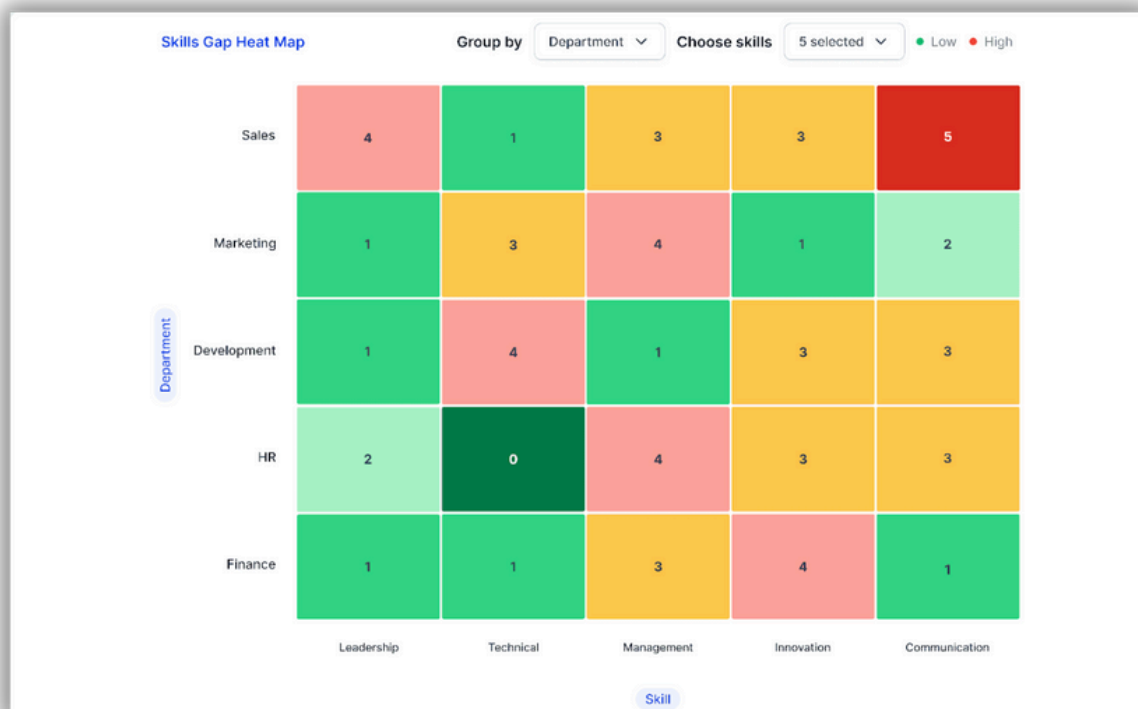 Skills Gap Heat Map Group by Department Choose skills 5 selected Low High
Sales 4 1 3 3 5
Marketing 1 3 4 1 2
Department
Development 1 4 1 3 3
HR 2 0 4 3 3
Finance 1 1 3 4 1
Leadership Technical Management Innovation Communication
Skill